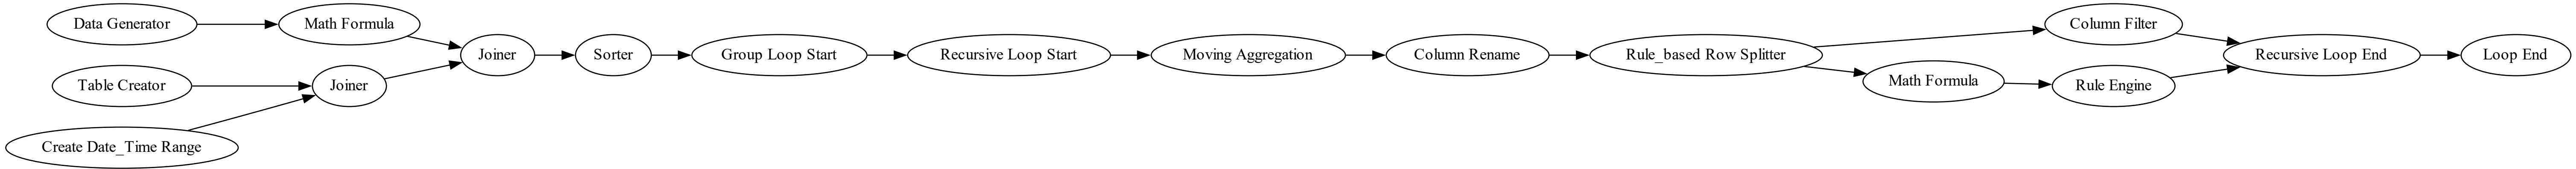 Data Generator
Math Formula
Table Creator
Create Date_Time Range
Joiner
Joiner
Sorter
Group Loop Start
Recursive Loop Start
Moving Aggregation
Column Rename
Rule_based Row Splitter
Column Filter
Math Formula
Rule Engine
Recursive Loop End
Loop End